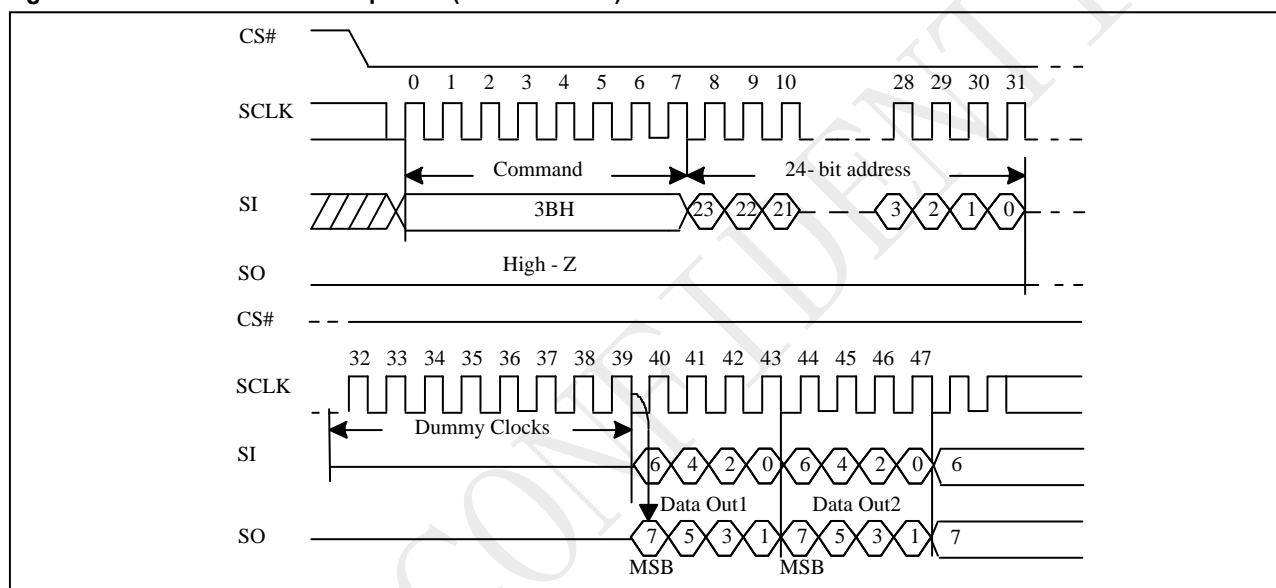 CS#
0 1 2 3 4 5 6 7 8 9 10 28 29 30 31
SCLK
Command 24- bit address
SI 3BH 23 22 21 3 2 1 0
SO High - Z
CS#
32 33 34 35 36 37 38 39 40 41 42 43 44 45 46 47
SCLK
Dummy Clocks
SI 6 4 2 0 6 4 2 0 6
Data Out1 Data Out2
SO 7 5 3 1 7 5 3 1 7
MSB MSB